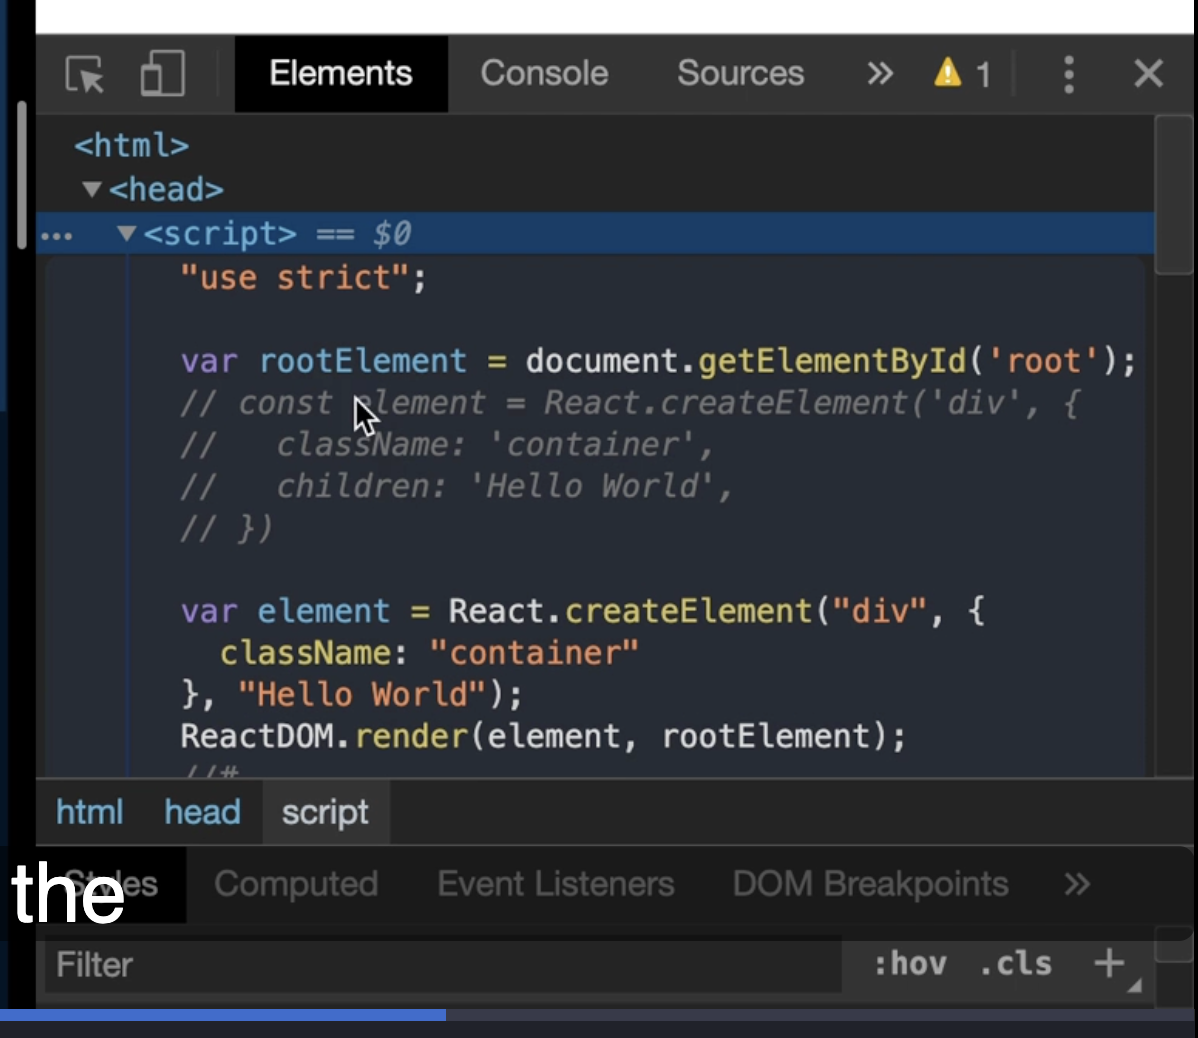 Elements Console Sources » 1
<html>
<head>
<script> == $0
"use strict";
var rootElement = document.getElementById('root');
// const element = React.createElement('div', {
//   className: 'container',
//   children: 'Hello World',
// })
var element = React.createElement("div", {
  className: "container"
}, "Hello World");
ReactDOM.render(element, rootElement);
//#
html head script
the
Styles Computed Event Listeners DOM Breakpoints »
Filter :hov .cls +